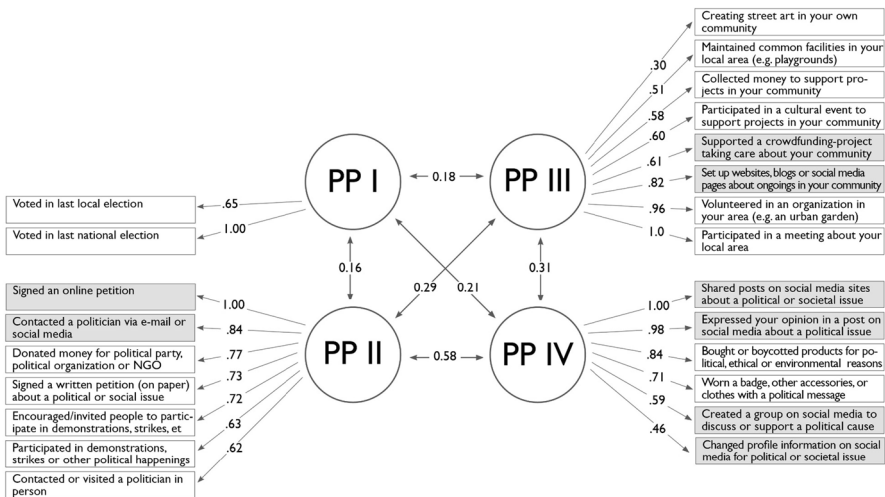 Creating street art in your own
community
Maintained common facilities in your
local area (e.g. playgrounds)
Collected money to support pro-
jects in your community
Participated in a cultural event to
support projects in your community
Supported a crowdfunding-project
taking care about your community
Set up websites, blogs or social media
pages about ongoings in your community
Volunteered in an organization in
your area (e.g. an urban garden)
Participated in a meeting about your
local area
.30
.51
.58
.60
.61
.82
.96
1.0
PP I
0.18
PP III
Voted in last local election
.65
Voted in last national election
1.00
0.16
0.29
0.21
0.31
Signed an online petition
1.00
Contacted a politician via e-mail or
social media
.84
Donated money for political party,
political organization or NGO
.77
Signed a written petition (on paper)
about a political or social issue
.73
Encouraged/invited people to partic-
ipate in demonstrations, strikes, et
.72
Participated in demonstrations,
strikes or other political happenings
.63
Contacted or visited a politician in
person
.62
PP II
0.58
PP IV
1.00
Shared posts on social media sites
about a political or societal issue
.98
Expressed your opinion in a post on
social media about a political issue
.84
Bought or boycotted products for po-
litical, ethical or environmental reasons
.71
Worn a badge, other accessories, or
clothes with a political message
.59
Created a group on social media to
discuss or support a political cause
.46
Changed profile information on social
media for political or societal issue